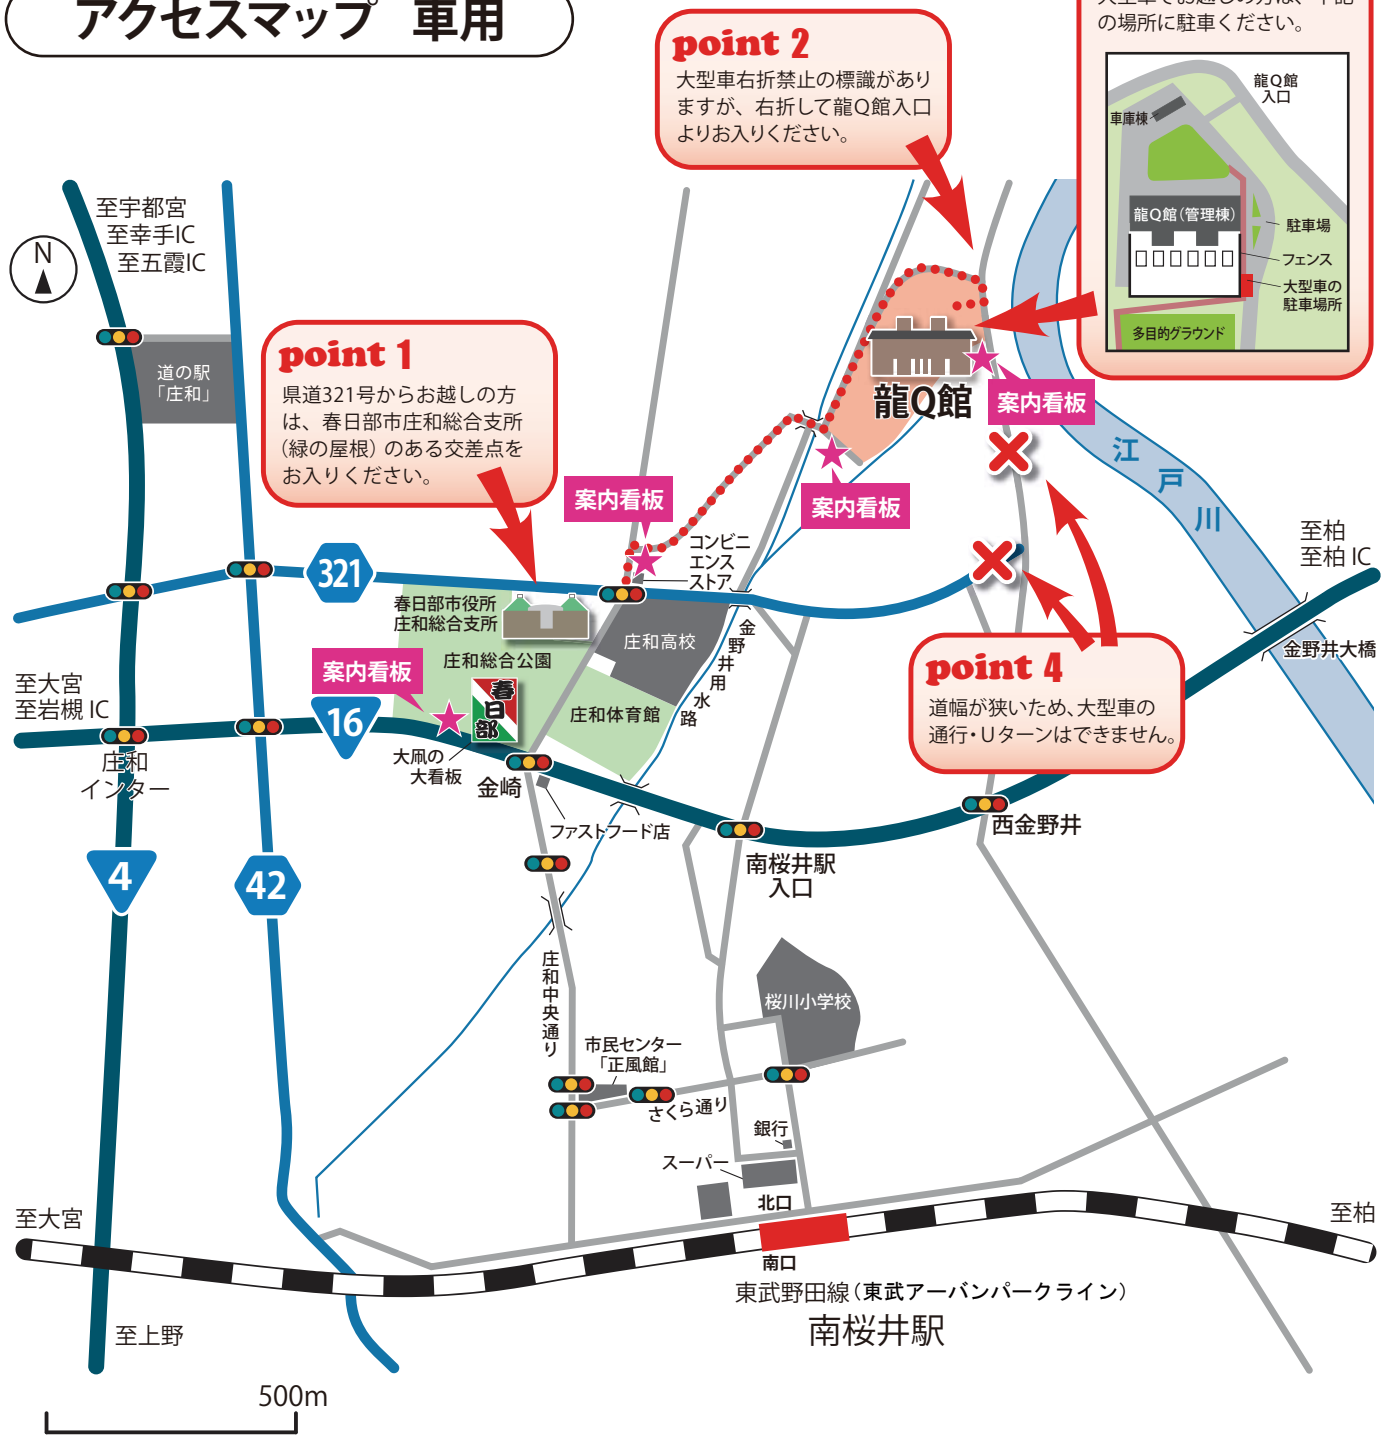 アクセスマップ 車用
point 2
大型車右折禁止の標識があり
ますが、右折して龍Q館入口
よりお入りください。
の場所に駐車ください。
龍Q館
入口
車庫棟
龍Q館(管理棟)
駐車場
フェンス
大型車の
駐車場所
多目的グラウンド
至宇都宮
至幸手IC
至五霞IC
N
道の駅
「庄和」
point 1
県道321号からお越しの方
は、春日部市庄和総合支所
(緑の屋根)のある交差点を
お入りください。
龍Q館
案内看板
案内看板
案内看板
江戸川
至柏
至柏IC
金野井大橋
コンビニ
エンス
ストア
321
春日部市役所
庄和総合支所
庄和高校
金野井用水路
庄和総合公園
案内看板
春日部
庄和体育館
point 4
道幅が狭いため、大型車の
通行・Uターンはできません。
至大宮
至岩槻IC
16
庄和
インター
大凧の
大看板
金崎
ファストフード店
西金野井
南桜井駅
入口
4
42
庄和中央通り
桜川小学校
市民センター
「正風館」
さくら通り
銀行
スーパー
北口
南口
至大宮
至柏
東武野田線(東武アーバンパークライン)
南桜井駅
至上野
500m